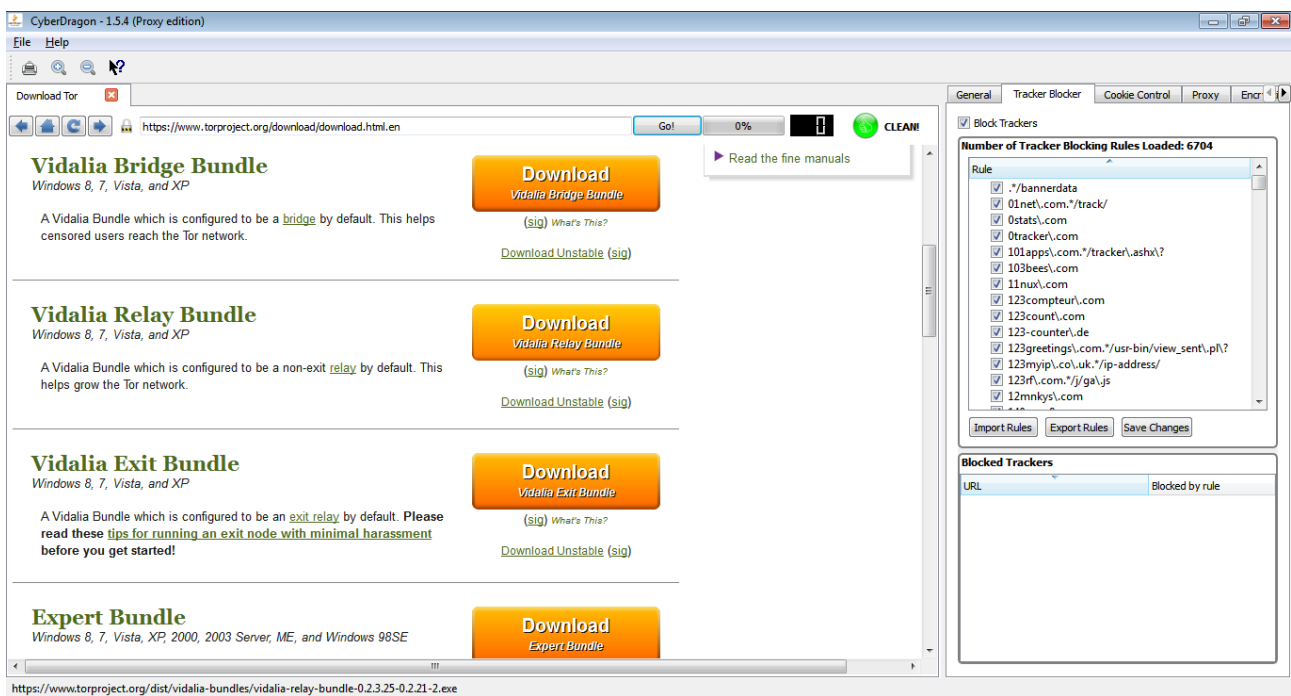 CyberDragon - 1.5.4 (Proxy edition)
File Help
Download Tor
https://www.torproject.org/download/download.html.en
Go!
0%
0
CLEAN!
Vidalia Bridge Bundle
Windows 8, 7, Vista, and XP
A Vidalia Bundle which is configured to be a bridge by default. This helps
censored users reach the Tor network.
Download
Vidalia Bridge Bundle
(sig) What's This?
Download Unstable (sig)
Read the fine manuals
Vidalia Relay Bundle
Windows 8, 7, Vista, and XP
A Vidalia Bundle which is configured to be a non-exit relay by default. This
helps grow the Tor network.
Download
Vidalia Relay Bundle
(sig) What's This?
Download Unstable (sig)
Vidalia Exit Bundle
Windows 8, 7, Vista, and XP
A Vidalia Bundle which is configured to be an exit relay by default. Please
read these tips for running an exit node with minimal harassment
before you get started!
Download
Vidalia Exit Bundle
(sig) What's This?
Download Unstable (sig)
Expert Bundle
Windows 8, 7, Vista, XP, 2000, 2003 Server, ME, and Windows 98SE
Download
Expert Bundle
https://www.torproject.org/dist/vidalia-bundles/vidalia-relay-bundle-0.2.3.25-0.2.21-2.exe
General Tracker Blocker Cookie Control Proxy
Block Trackers
Number of Tracker Blocking Rules Loaded: 6704
Rule
.*/bannerdata
01net\.com.*/track/
0stats\.com
0tracker\.com
101apps\.com.*/tracker\.ashx\?
103bees\.com
11nux\.com
123compteur\.com
123count\.com
123-counter\.de
123greetings\.com.*/usr-bin/view_sent\.pl\?
123myip\.co\.uk.*/ip-address/
123rf\.com.*/j/ga\.js
12mnkys\.com
Import Rules Export Rules Save Changes
Blocked Trackers
URL Blocked by rule